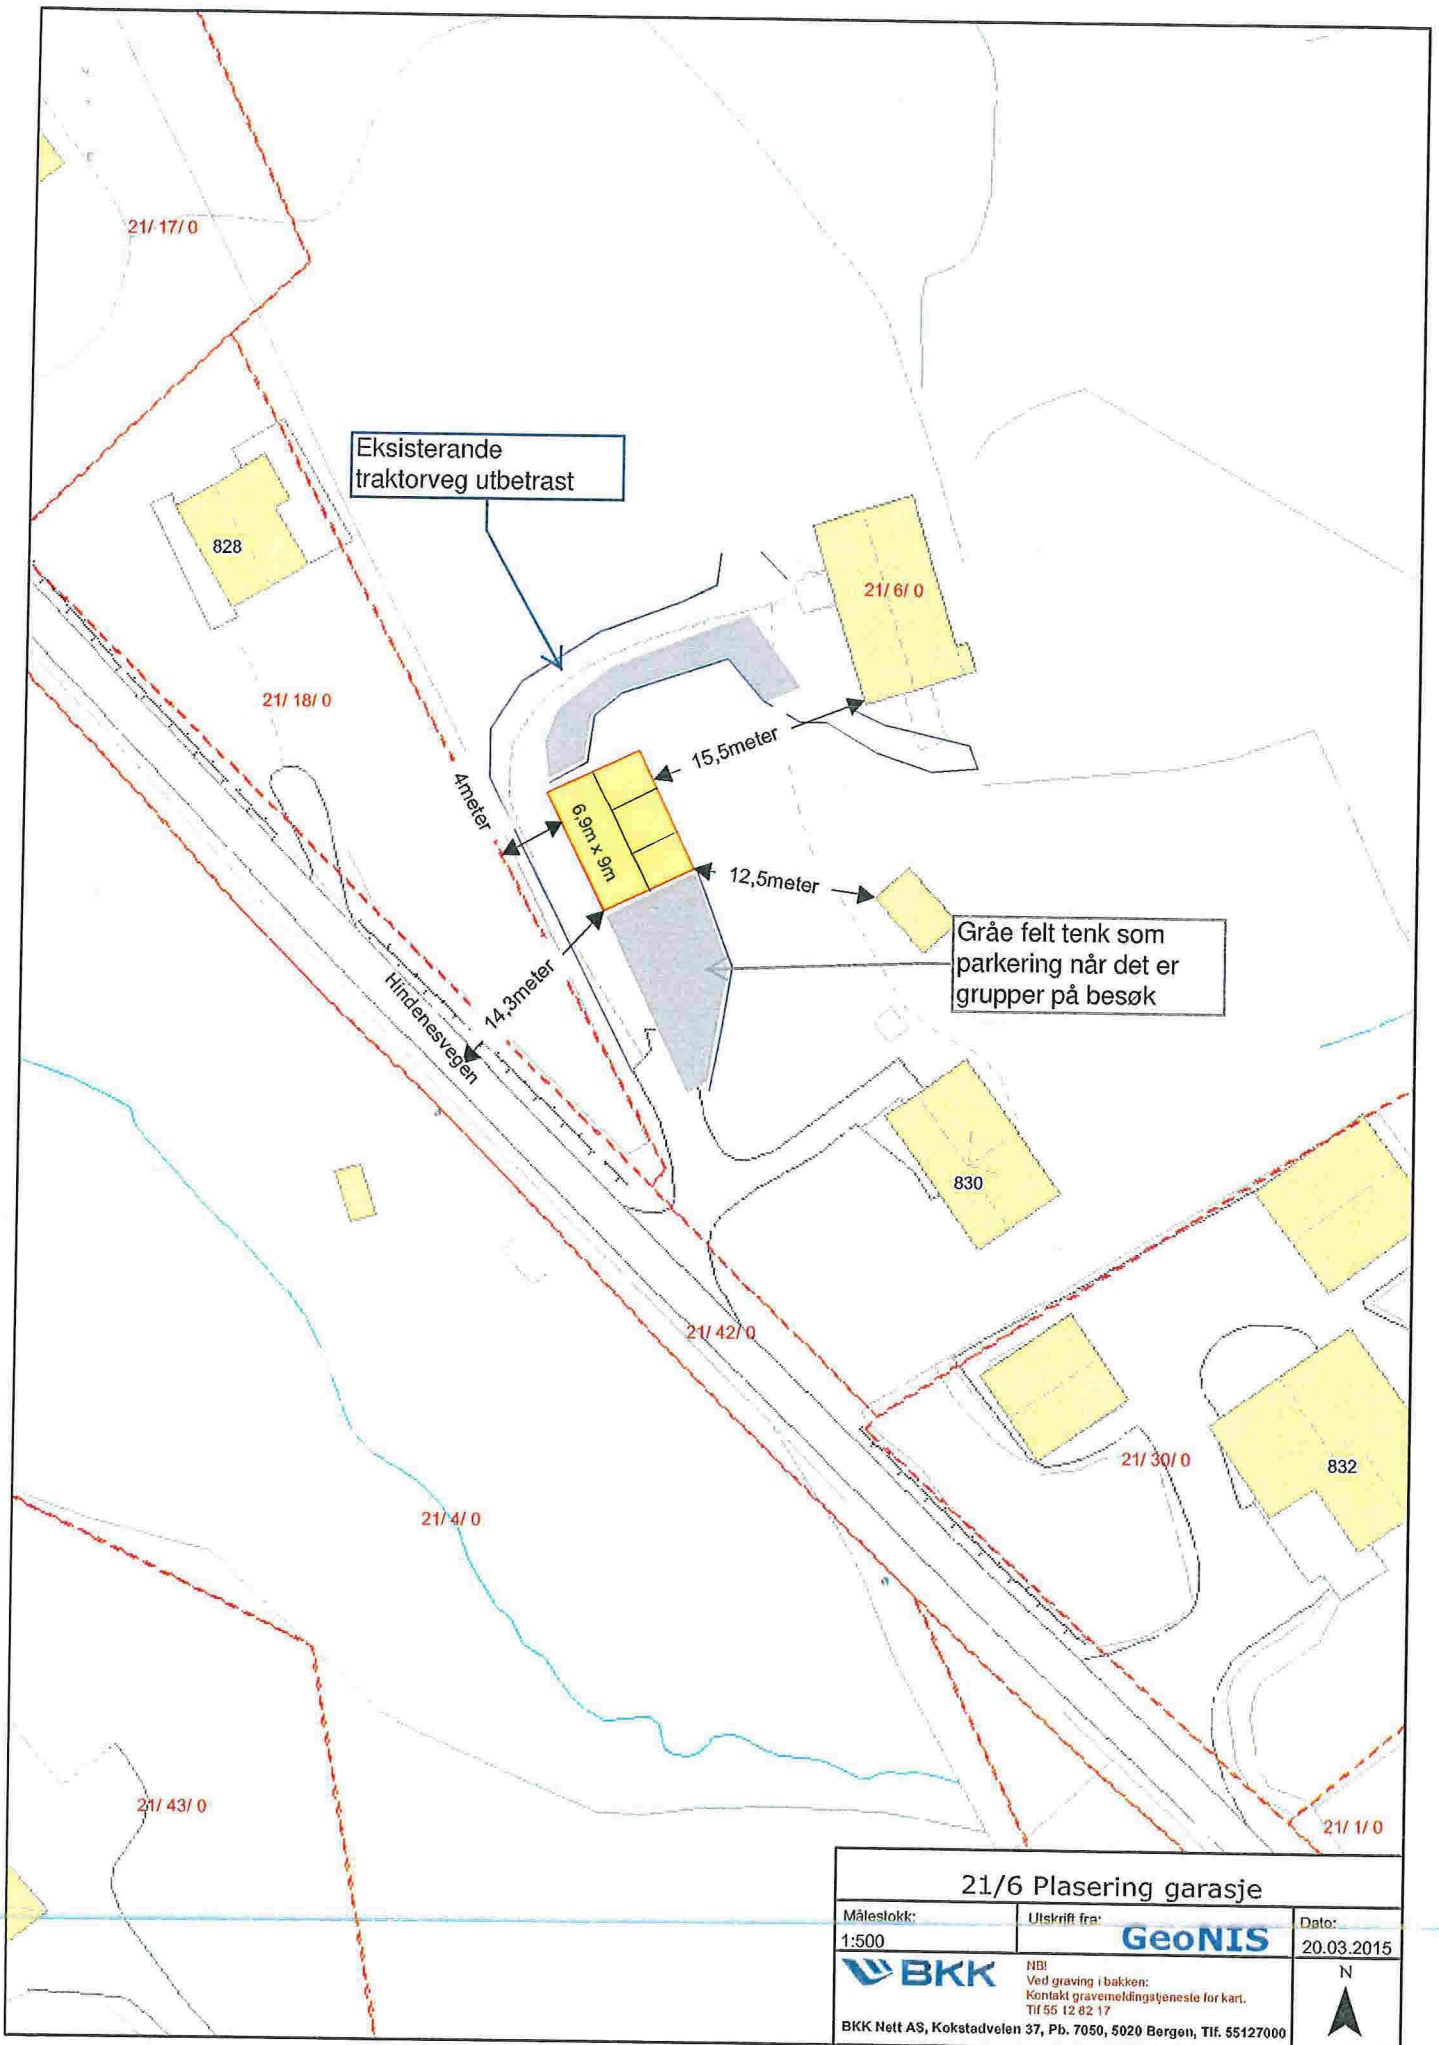 21/ 17/ 0
Eksisterande
traktorveg utbetrast
828
21/ 6/ 0
21/ 18/ 0
15,5meter
4meter
6,9m x 9m
12,5meter
Gråe felt tenk som
parkering når det er
grupper på besøk
14,3meter
Hindenesvegen
830
21/ 42/ 0
21/ 30/ 0
832
21/ 4/ 0
21/ 43/ 0
21/ 1/ 0
21/6 Plasering garasje
Målestokk:
1:500
Utskrift fra:
GeoNIS
Dato:
20.03.2015
BKK
NB!
Ved graving i bakken:
Kontakt gravemeldingstjeneste for kart.
Tlf 55 12 82 17
N
BKK Nett AS, Kokstadveien 37, Pb. 7050, 5020 Bergen, Tlf. 55127000